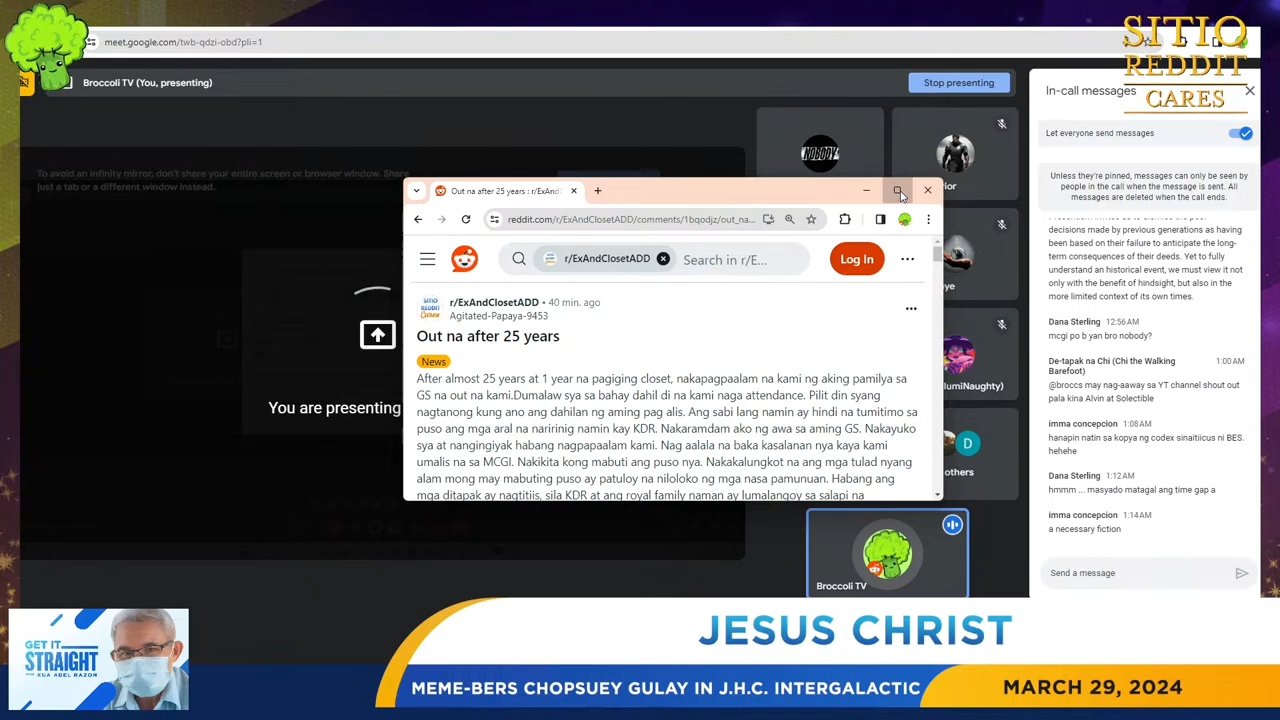 SITIO
REDDIT
CARES
meet.google.com/twb-qdzi-obd?pli=1
Broccoli TV (You, presenting)
Stop presenting
To avoid an infinity mirror, don't share your entire screen or browser window. Share
just a tab or a different window instead.
You are presenting
NOBODY
others
D
Broccoli TV
Out na after 25 years : r/ExAnd
reddit.com/r/ExAndClosetADD/comments/1bqodjz/out_na...
r/ExAndClosetADD
Search in r/E...
Log In
SITIO
REDDIT
Cares
r/ExAndClosetADD • 40 min. ago
Agitated-Papaya-9453
Out na after 25 years
News
After almost 25 years at 1 year na pagiging closet, nakapagpaalam na kami ng aking pamilya sa
GS na out na kami.Dumalaw sya sa bahay dahil di na kami naga attendance. Pilit din syang
nagtanong kung ano ang dahilan ng aming pag alis. Ang sabi lang namin ay hindi na tumitimo sa
puso ang mga aral na naririnig namin kay KDR. Nakaramdam ako ng awa sa aming GS. Nakayuko
sya at nangingiyak habang nagpapaalam kami. Nag aalala na baka kasalanan nya kaya kami
umalis na sa MCGI. Nakikita kong mabuti ang puso nya. Nakakalungkot na ang mga tulad nyang
alam mong may mabuting puso ay patuloy na niloloko ng mga nasa pamunuan. Habang ang
mga ditapak ay nagtitiis, sila KDR at ang royal family naman ay lumalangoy sa salapi na
In-call messages
Let everyone send messages
Unless they're pinned, messages can only be seen by
people in the call when the message is sent. All
messages are deleted when the call ends.
decisions made by previous generations as having
been based on their failure to anticipate the long-
term consequences of their deeds. Yet to fully
understand an historical event, we must view it not
only with the benefit of hindsight, but also in the
more limited context of its own times.
Dana Sterling 12:56 AM
mcgi po b yan bro nobody?
De-tapak na Chi (Chi the Walking 1:00 AM
Barefoot)
@broccs may nag-aaway sa YT channel shout out
pala kina Alvin at Solectible
imma concepcion 1:08 AM
hanapin natin sa kopya ng codex sinaiticus ni BES.
hehehe
Dana Sterling 1:12 AM
hmmm ... masyado matagal ang time gap a
imma concepcion 1:14 AM
a necessary fiction
Send a message
GET IT
STRAIGHT
WITH KUA ADEL RAZON
JESUS CHRIST
MEME-BERS CHOPSUEY GULAY IN J.H.C. INTERGALACTIC
MARCH 29, 2024